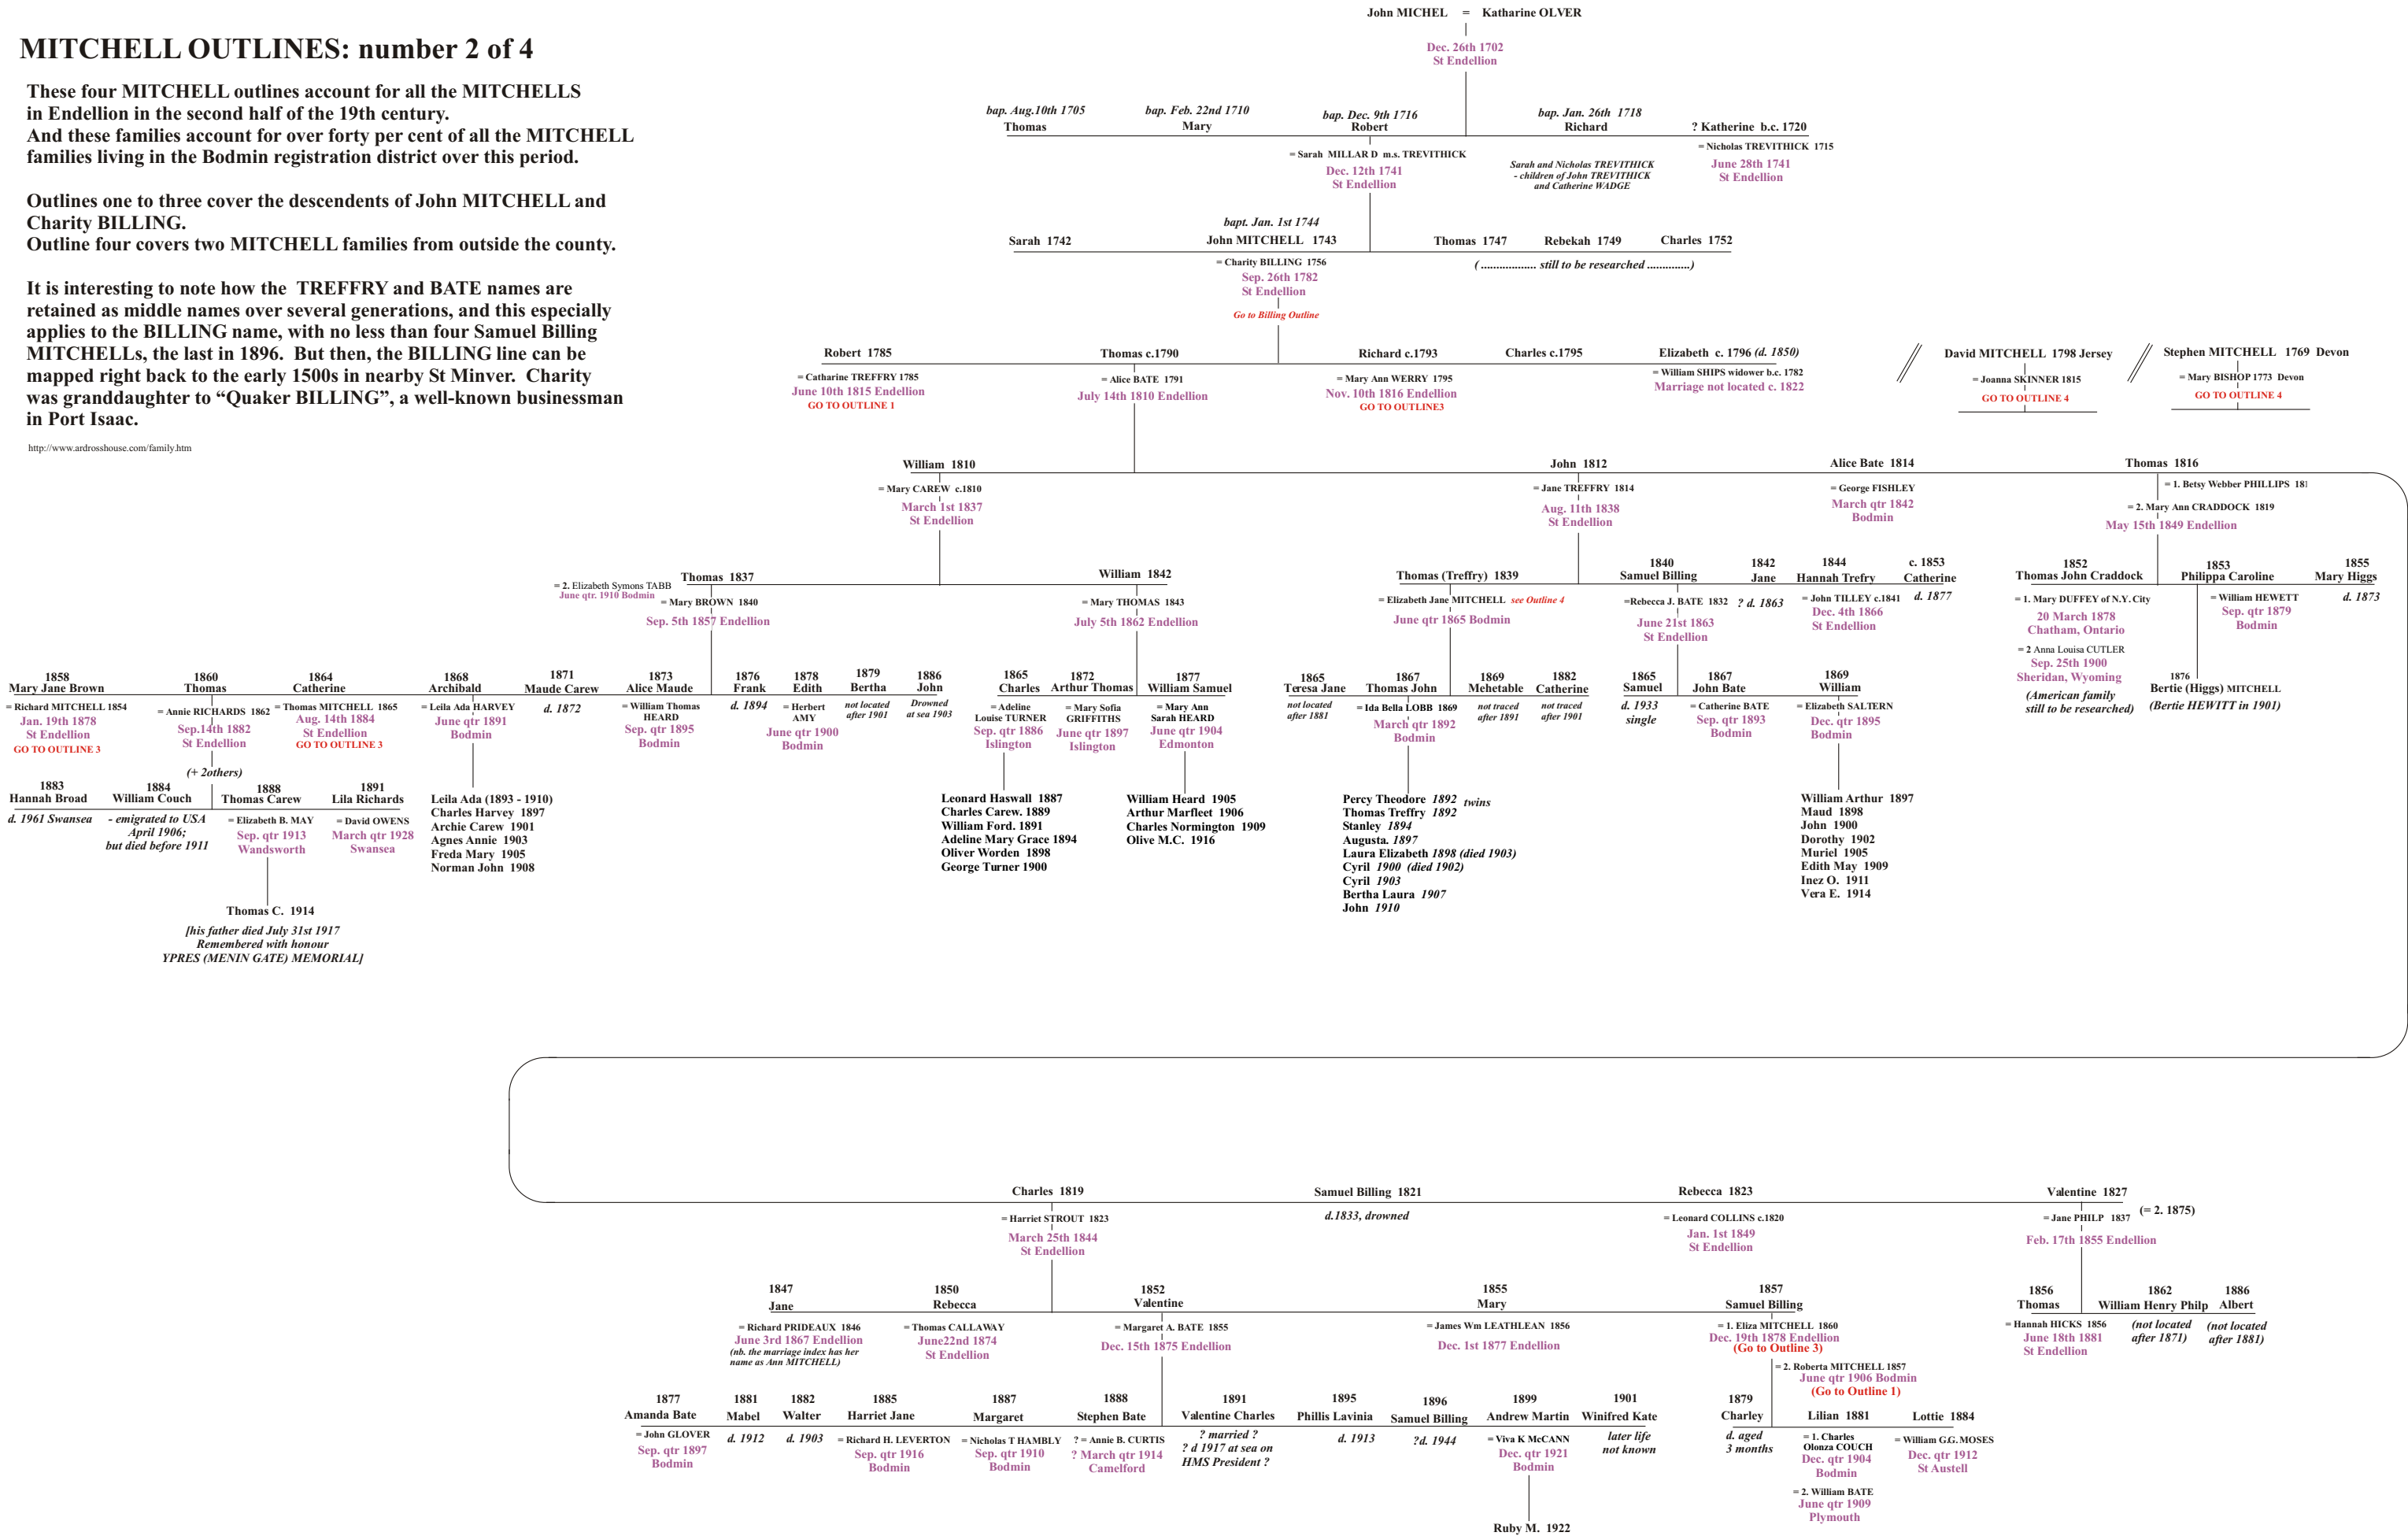 John MICHEL = Katharine OLVER
Dec. 26th 1702
St Endellion
MITCHELL OUTLINES: number 2 of 4
These four MITCHELL outlines account for all the MITCHELLS
in Endellion in the second half of the 19th century.
And these families account for over forty per cent of all the MITCHELL
families living in the Bodmin registration district over this period.
Outlines one to three cover the descendents of John MITCHELL and
Charity BILLING.
Outline four covers two MITCHELL families from outside the county.
It is interesting to note how the TREFFRY and BATE names are
retained as middle names over several generations, and this especially
applies to the BILLING name, with no less than four Samuel Billing
MITCHELLs, the last in 1896. But then, the BILLING line can be
mapped right back to the early 1500s in nearby St Minver. Charity
was granddaughter to “Quaker BILLING”, a well-known businessman
in Port Isaac.
http://www.ardrosshouse.com/family.htm
bap. Aug.10th 1705
Thomas
bap. Feb. 22nd 1710
Mary
bap. Dec. 9th 1716
Robert
= Sarah MILLAR D m.s. TREVITHICK
Dec. 12th 1741
St Endellion
bap. Jan. 26th 1718
Richard
Sarah and Nicholas TREVITHICK
- children of John TREVITHICK
and Catherine WADGE
? Katherine b.c. 1720
= Nicholas TREVITHICK 1715
June 28th 1741
St Endellion
Sarah 1742
bapt. Jan. 1st 1744
John MITCHELL 1743
= Charity BILLING 1756
Sep. 26th 1782
St Endellion
Go to Billing Outline
Thomas 1747 Rebekah 1749 Charles 1752
( .................. still to be researched ..............)
Robert 1785
= Catharine TREFFRY 1785
June 10th 1815 Endellion
GO TO OUTLINE 1
Thomas c.1790
= Alice BATE 1791
July 14th 1810 Endellion
Richard c.1793
= Mary Ann WERRY 1795
Nov. 10th 1816 Endellion
GO TO OUTLINE3
Charles c.1795
Elizabeth c. 1796 (d. 1850)
= William SHIPS widower b.c. 1782
Marriage not located c. 1822
David MITCHELL 1798 Jersey
= Joanna SKINNER 1815
GO TO OUTLINE 4
Stephen MITCHELL 1769 Devon
= Mary BISHOP 1773 Devon
GO TO OUTLINE 4
William 1810
= Mary CAREW c.1810
March 1st 1837
St Endellion
John 1812
= Jane TREFFRY 1814
Aug. 11th 1838
St Endellion
Alice Bate 1814
= George FISHLEY
March qtr 1842
Bodmin
Thomas 1816
= 1. Betsy Webber PHILLIPS 181
= 2. Mary Ann CRADDOCK 1819
May 15th 1849 Endellion
= 2. Elizabeth Symons TABB
June qtr. 1910 Bodmin
Thomas 1837
= Mary BROWN 1840
Sep. 5th 1857 Endellion
William 1842
= Mary THOMAS 1843
July 5th 1862 Endellion
Thomas (Treffry) 1839
= Elizabeth Jane MITCHELL see Outline 4
June qtr 1865 Bodmin
1840
Samuel Billing
=Rebecca J. BATE 1832
June 21st 1863
St Endellion
1842
Jane
? d. 1863
1844
Hannah Trefry
= John TILLEY c.1841
Dec. 4th 1866
St Endellion
c. 1853
Catherine
d. 1877
1852
Thomas John Craddock
= 1. Mary DUFFEY of N.Y. City
20 March 1878
Chatham, Ontario
= 2 Anna Louisa CUTLER
Sep. 25th 1900
Sheridan, Wyoming
(American family
still to be researched)
1853
Philippa Caroline
= William HEWETT
Sep. qtr 1879
Bodmin
1855
Mary Higgs
d. 1873
1876
Bertie (Higgs) MITCHELL
(Bertie HEWITT in 1901)
1858
Mary Jane Brown
= Richard MITCHELL 1854
Jan. 19th 1878
St Endellion
GO TO OUTLINE 3
1860
Thomas
= Annie RICHARDS 1862
Sep.14th 1882
St Endellion
(+ 2others)
1864
Catherine
= Thomas MITCHELL 1865
Aug. 14th 1884
St Endellion
GO TO OUTLINE 3
1868
Archibald
= Leila Ada HARVEY
June qtr 1891
Bodmin
1871
Maude Carew
d. 1872
1873
Alice Maude
= William Thomas
HEARD
Sep. qtr 1895
Bodmin
1876
Frank
d. 1894
1878
Edith
= Herbert
AMY
June qtr 1900
Bodmin
1879
Bertha
not located
after 1901
1886
John
Drowned
at sea 1903
1865
Charles
= Adeline
Louise TURNER
Sep. qtr 1886
Islington
1872
Arthur Thomas
= Mary Sofia
GRIFFITHS
June qtr 1897
Islington
1877
William Samuel
= Mary Ann
Sarah HEARD
June qtr 1904
Edmonton
1865
Teresa Jane
not located
after 1881
1867
Thomas John
= Ida Bella LOBB 1869
March qtr 1892
Bodmin
1869
Mehetable
not traced
after 1891
1882
Catherine
not traced
after 1901
1865
Samuel
d. 1933
single
1867
John Bate
= Catherine BATE
Sep. qtr 1893
Bodmin
1869
William
= Elizabeth SALTERN
Dec. qtr 1895
Bodmin
1883
Hannah Broad
d. 1961 Swansea
1884
William Couch
- emigrated to USA
April 1906;
but died before 1911
1888
Thomas Carew
= Elizabeth B. MAY
Sep. qtr 1913
Wandsworth
1891
Lila Richards
= David OWENS
March qtr 1928
Swansea
Thomas C. 1914
[his father died July 31st 1917
Remembered with honour
YPRES (MENIN GATE) MEMORIAL]
Leila Ada (1893 - 1910)
Charles Harvey 1897
Archie Carew 1901
Agnes Annie 1903
Freda Mary 1905
Norman John 1908
Leonard Haswall 1887
Charles Carew. 1889
William Ford. 1891
Adeline Mary Grace 1894
Oliver Worden 1898
George Turner 1900
William Heard 1905
Arthur Marfleet 1906
Charles Normington 1909
Olive M.C. 1916
Percy Theodore 1892 twins
Thomas Treffry 1892
Stanley 1894
Augusta. 1897
Laura Elizabeth 1898 (died 1903)
Cyril 1900 (died 1902)
Cyril 1903
Bertha Laura 1907
John 1910
William Arthur 1897
Maud 1898
John 1900
Dorothy 1902
Muriel 1905
Edith May 1909
Inez O. 1911
Vera E. 1914
Charles 1819
= Harriet STROUT 1823
March 25th 1844
St Endellion
Samuel Billing 1821
d.1833, drowned
Rebecca 1823
= Leonard COLLINS c.1820
Jan. 1st 1849
St Endellion
Valentine 1827
= Jane PHILP 1837
(= 2. 1875)
Feb. 17th 1855 Endellion
1847
Jane
= Richard PRIDEAUX 1846
June 3rd 1867 Endellion
(nb. the marriage index has her
name as Ann MITCHELL)
1850
Rebecca
= Thomas CALLAWAY
June22nd 1874
St Endellion
1852
Valentine
= Margaret A. BATE 1855
Dec. 15th 1875 Endellion
1855
Mary
= James Wm LEATHLEAN 1856
Dec. 1st 1877 Endellion
1857
Samuel Billing
= 1. Eliza MITCHELL 1860
Dec. 19th 1878 Endellion
(Go to Outline 3)
= 2. Roberta MITCHELL 1857
June qtr 1906 Bodmin
(Go to Outline 1)
1856
Thomas
= Hannah HICKS 1856
June 18th 1881
St Endellion
1862
William Henry Philp
(not located
after 1871)
1886
Albert
(not located
after 1881)
1877
Amanda Bate
= John GLOVER
Sep. qtr 1897
Bodmin
1881
Mabel
d. 1912
1882
Walter
d. 1903
1885
Harriet Jane
= Richard H. LEVERTON
Sep. qtr 1916
Bodmin
1887
Margaret
= Nicholas T HAMBLY
Sep. qtr 1910
Bodmin
1888
Stephen Bate
? = Annie B. CURTIS
? March qtr 1914
Camelford
1891
Valentine Charles
? married ?
? d 1917 at sea on
HMS President ?
1895
Phillis Lavinia
d. 1913
1896
Samuel Billing
?d. 1944
1899
Andrew Martin
= Viva K McCANN
Dec. qtr 1921
Bodmin
Ruby M. 1922
1901
Winifred Kate
later life
not known
1879
Charley
d. aged
3 months
Lilian 1881
= 1. Charles
Olonza COUCH
Dec. qtr 1904
Bodmin
= 2. William BATE
June qtr 1909
Plymouth
Lottie 1884
= William G.G. MOSES
Dec. qtr 1912
St Austell